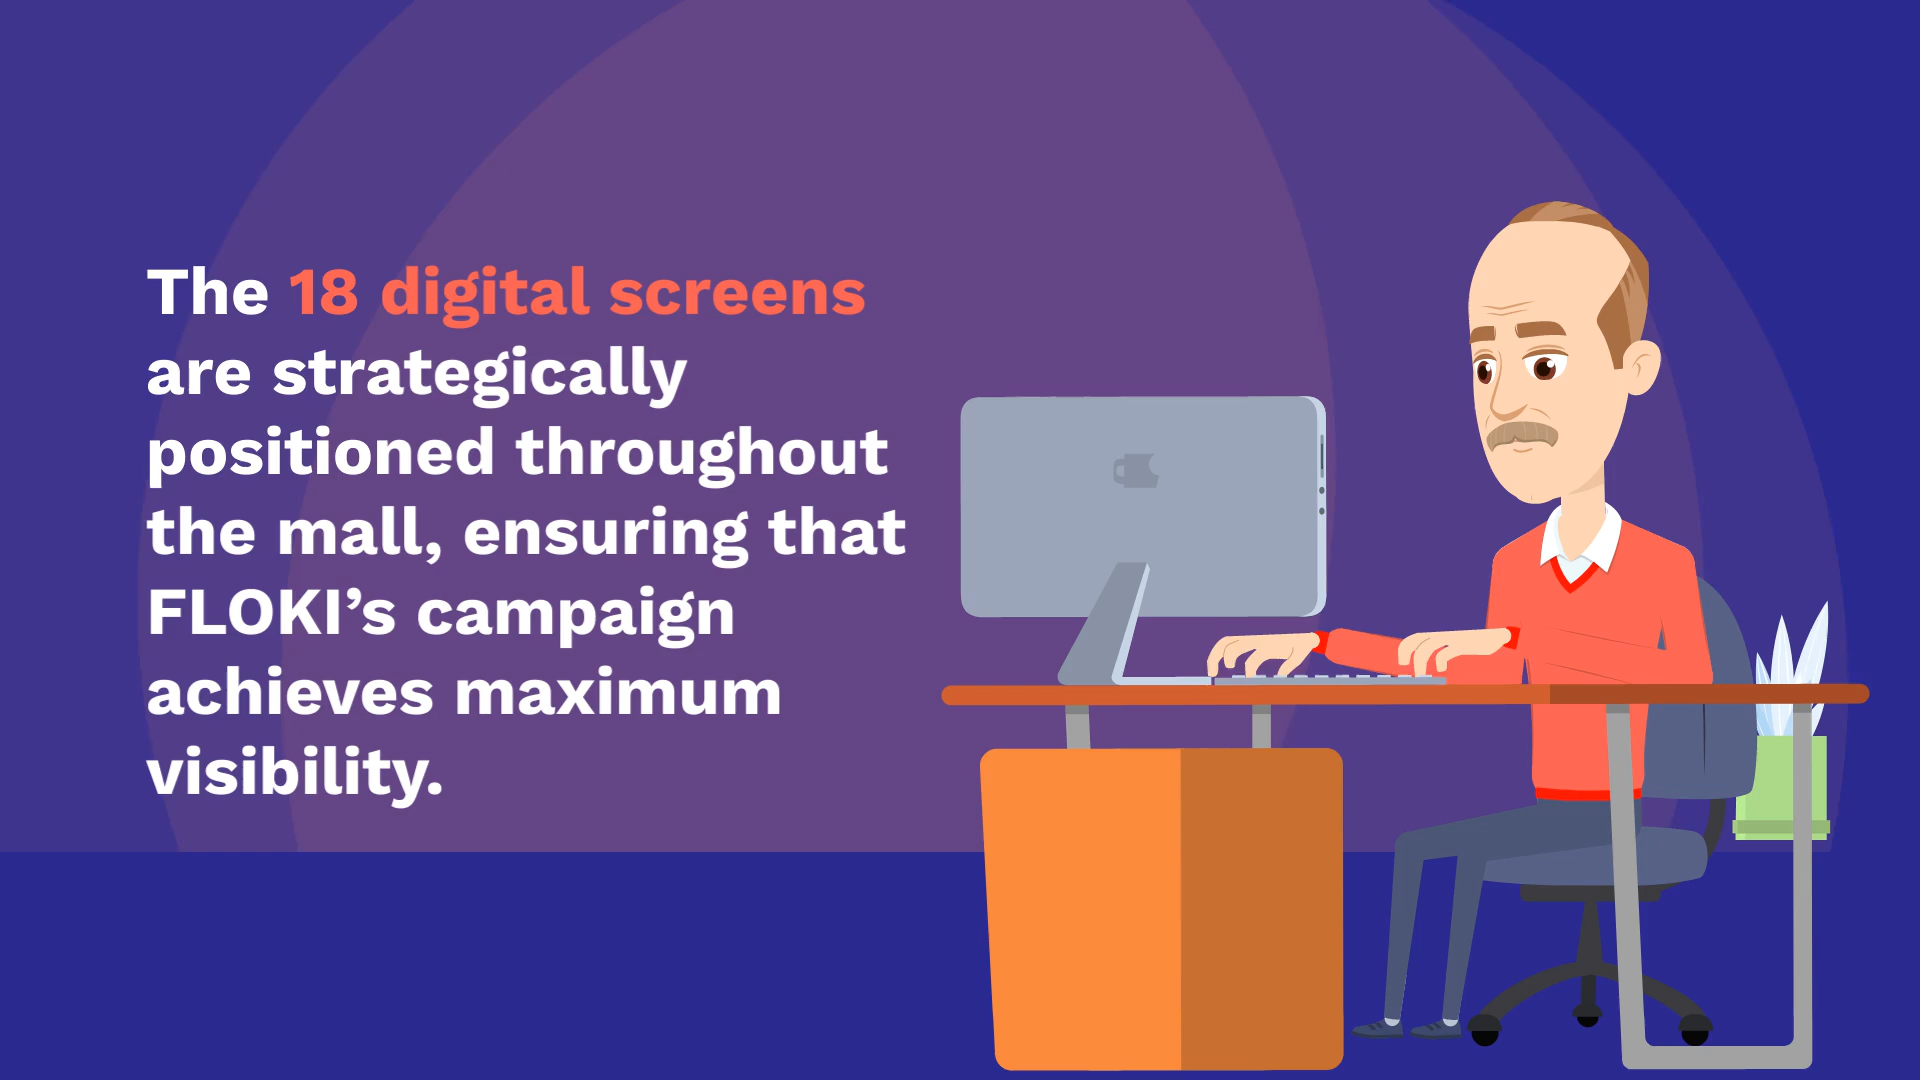 The 18 digital screens
are strategically
positioned throughout
the mall, ensuring that
FLOKI’s campaign
achieves maximum
visibility.